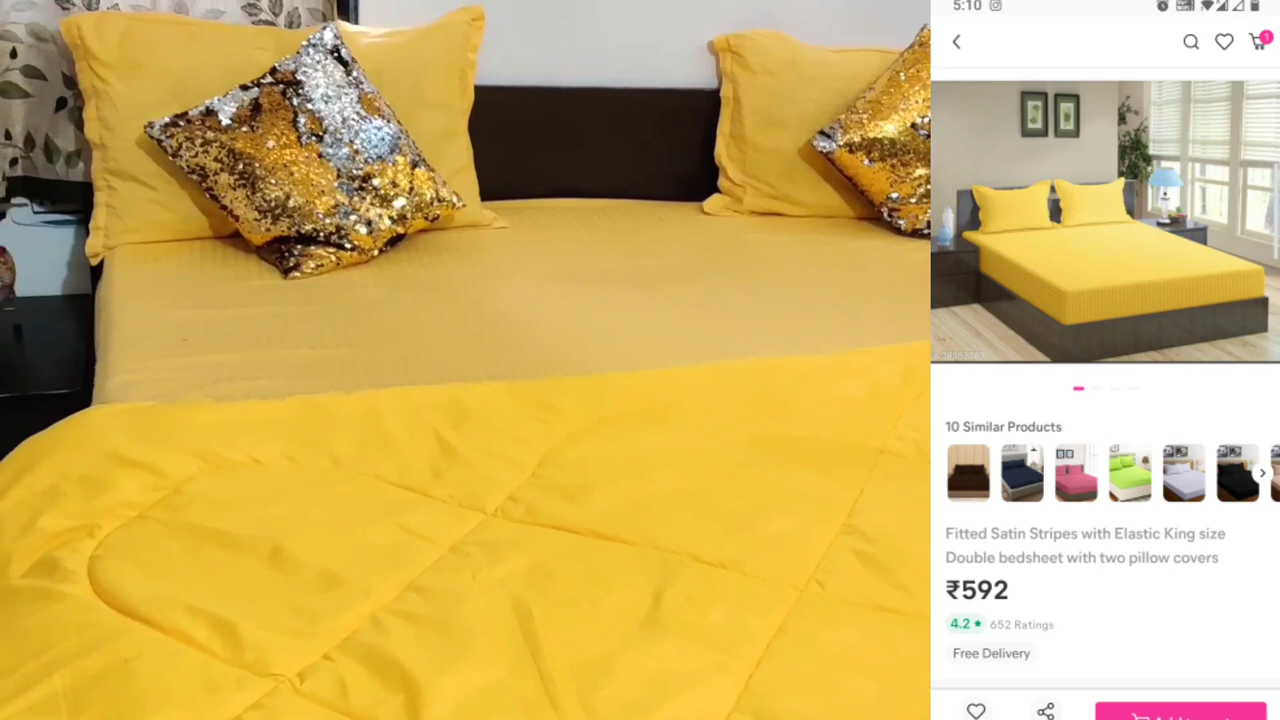 5:10
1
10 Similar Products
Fitted Satin Stripes with Elastic King size
Double bedsheet with two pillow covers
₹592
4.2 ★ 652 Ratings
Free Delivery